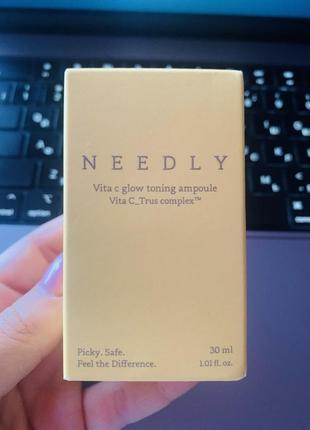 NEEDLY
Vita c glow toning ampoule
Vita C_Trus complex™
Picky. Safe.
Feel the Difference.
30 ml
1.01 fl. oz.